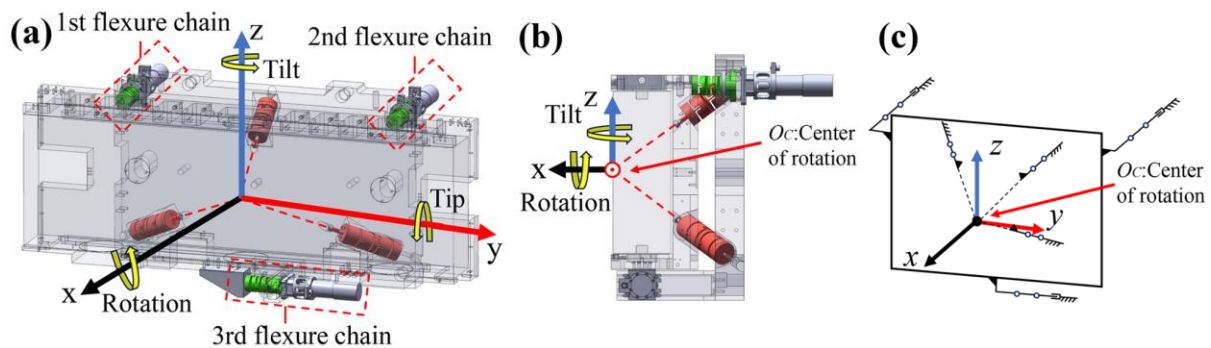 (a)
1st flexure chain
z
Tilt
2nd flexure chain
Tip
y
x
Rotation
3rd flexure chain
(b)
Tilt
z
x
Rotation
OC:Center
of rotation
(c)
z
OC:Center
of rotation
y
x